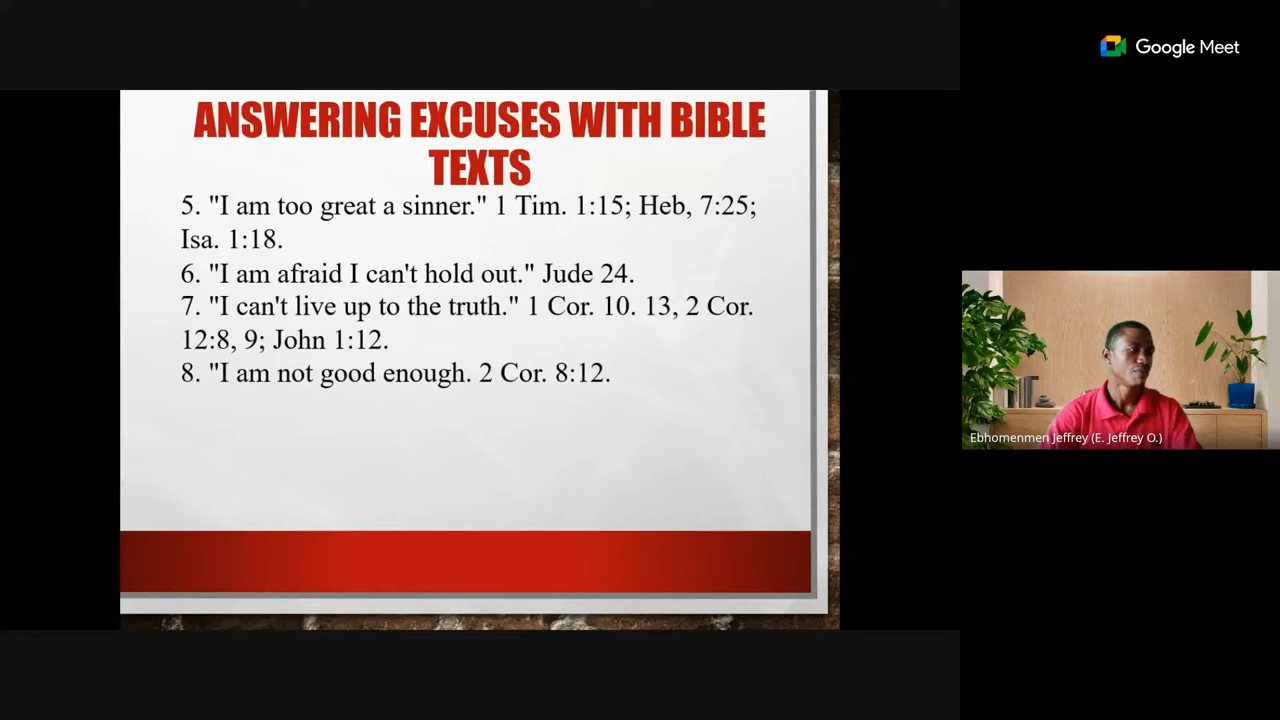 Google Meet
ANSWERING EXCUSES WITH BIBLE
TEXTS
5. "I am too great a sinner." 1 Tim. 1:15; Heb, 7:25;
Isa. 1:18.
6. "I am afraid I can't hold out." Jude 24.
7. "I can't live up to the truth." 1 Cor. 10. 13, 2 Cor.
12:8, 9; John 1:12.
8. "I am not good enough. 2 Cor. 8:12.
Ebhomenmen Jeffrey (E. Jeffrey O.)